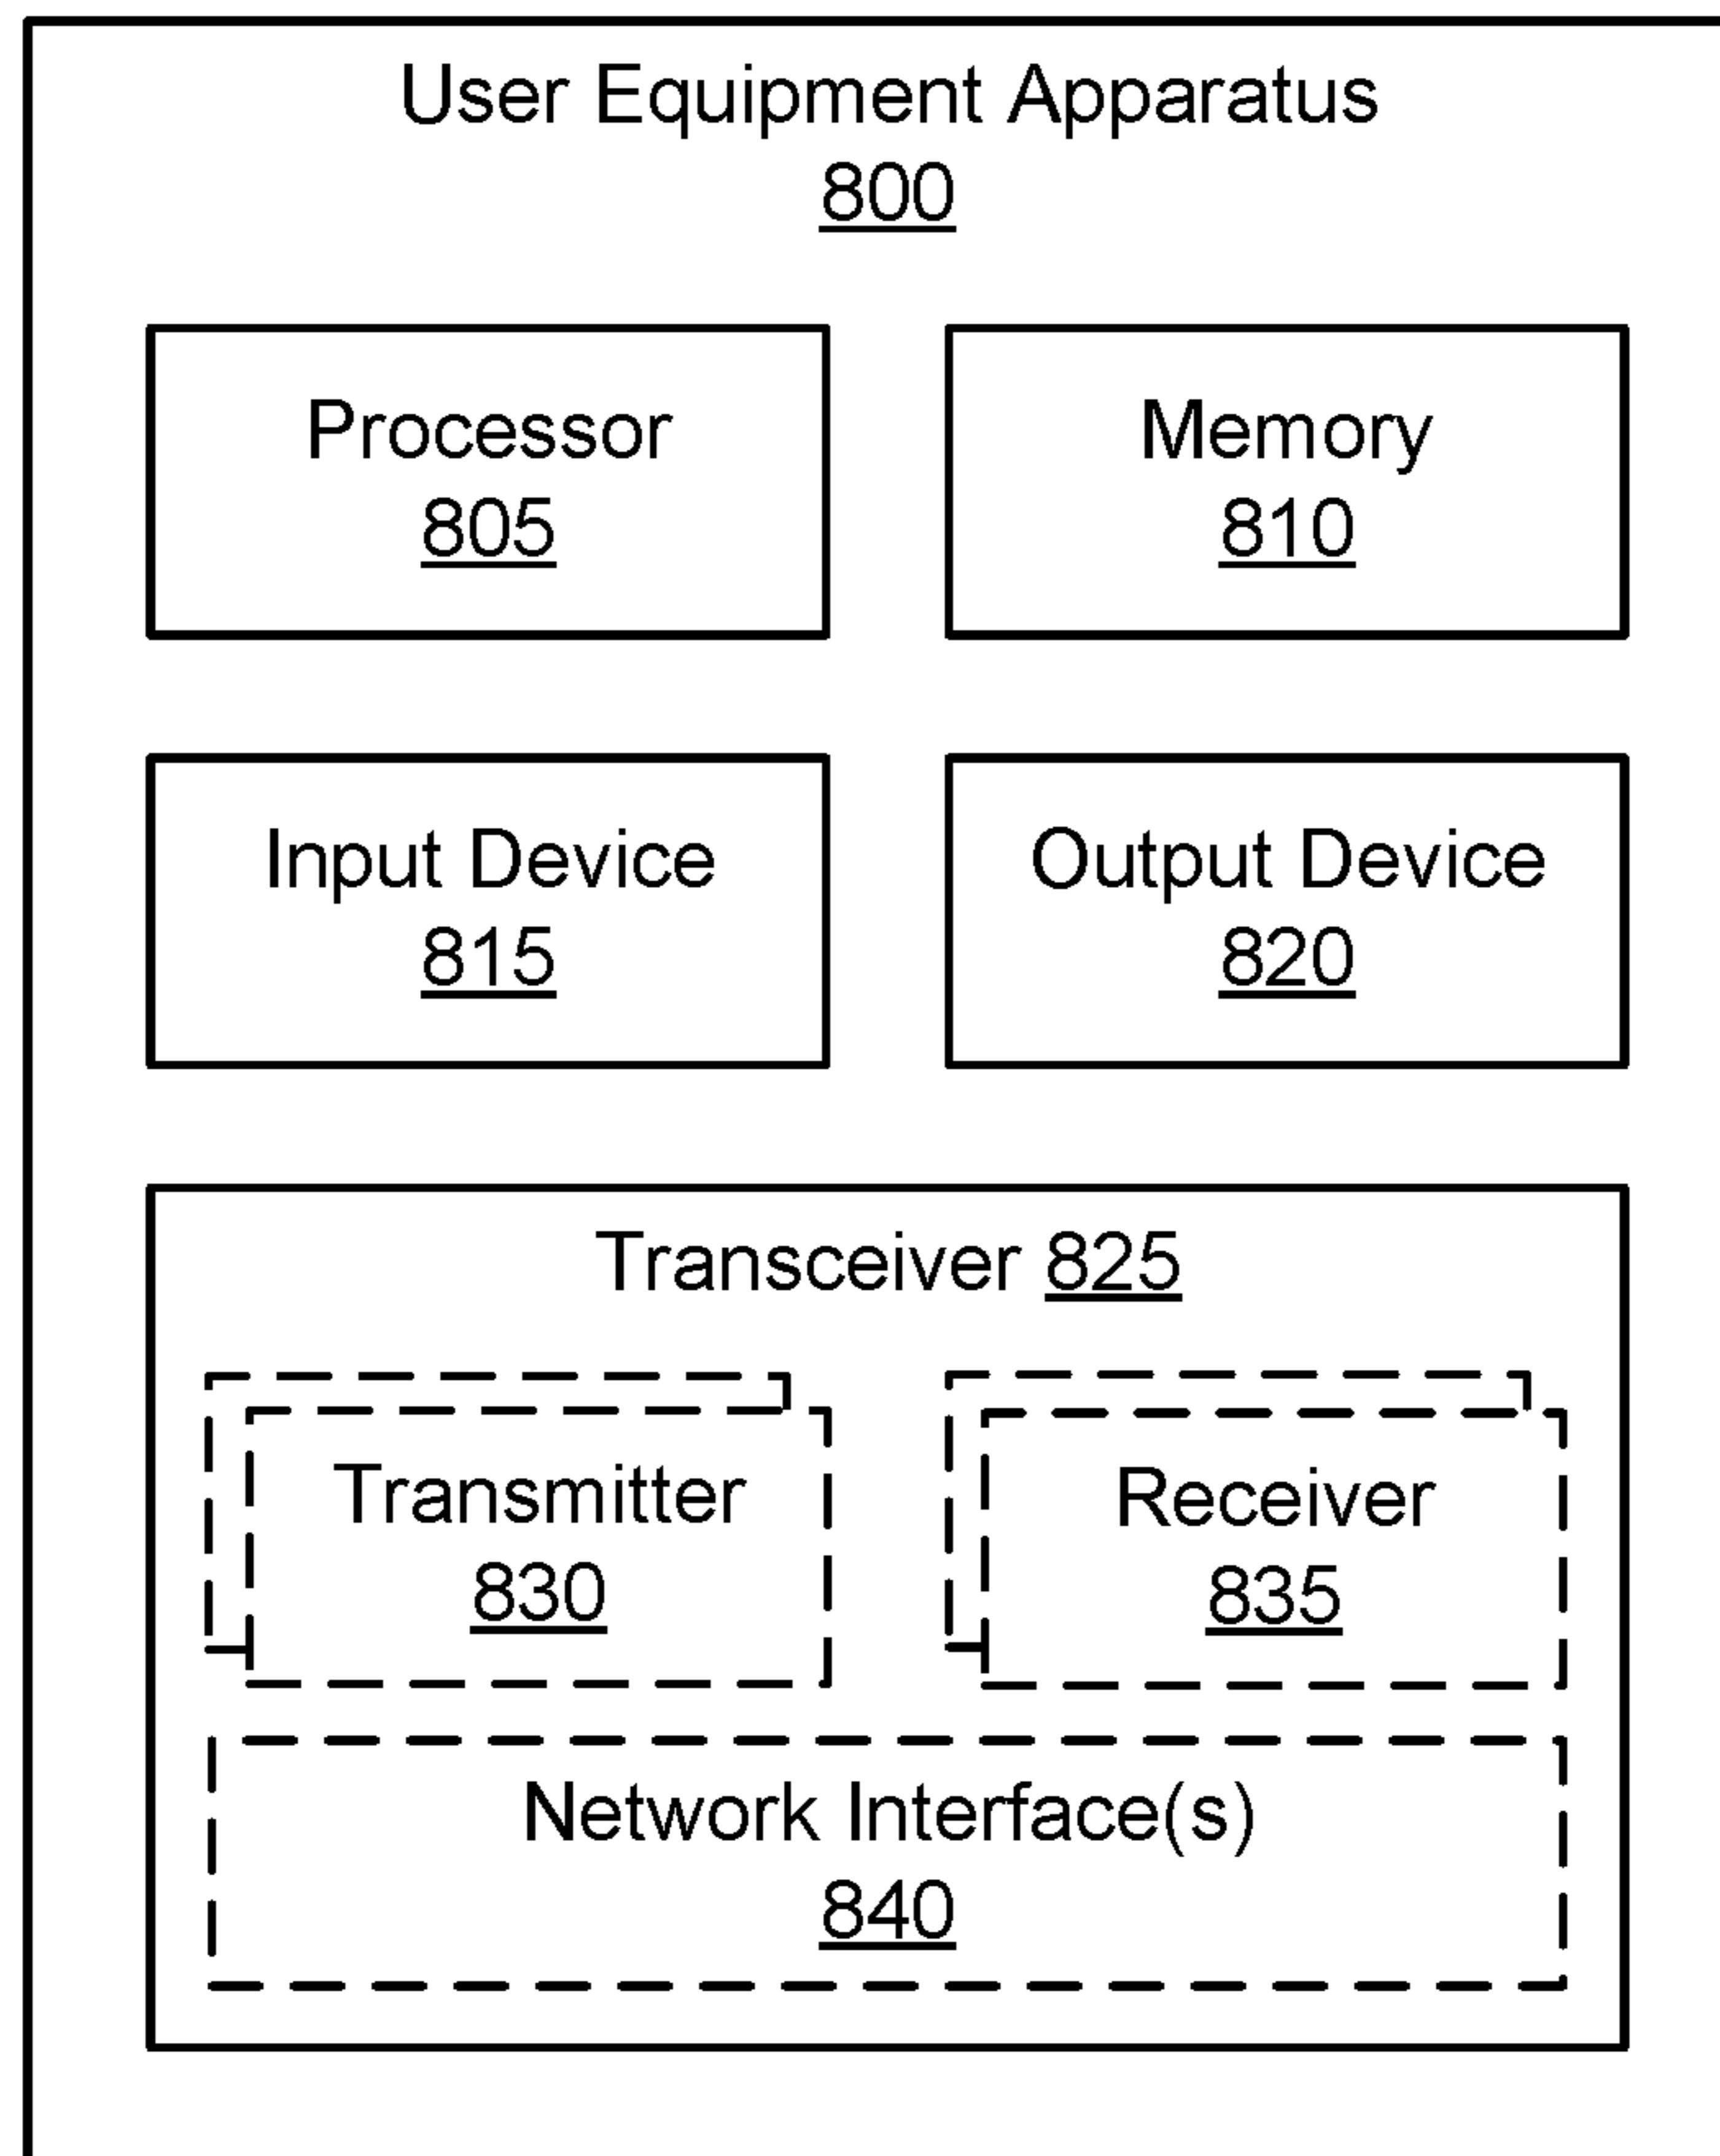 User Equipment Apparatus
800
Processor
805
Memory
810
Input Device
815
Output Device
820
Transceiver 825
Transmitter
830
Receiver
835
Network Interface(s)
840